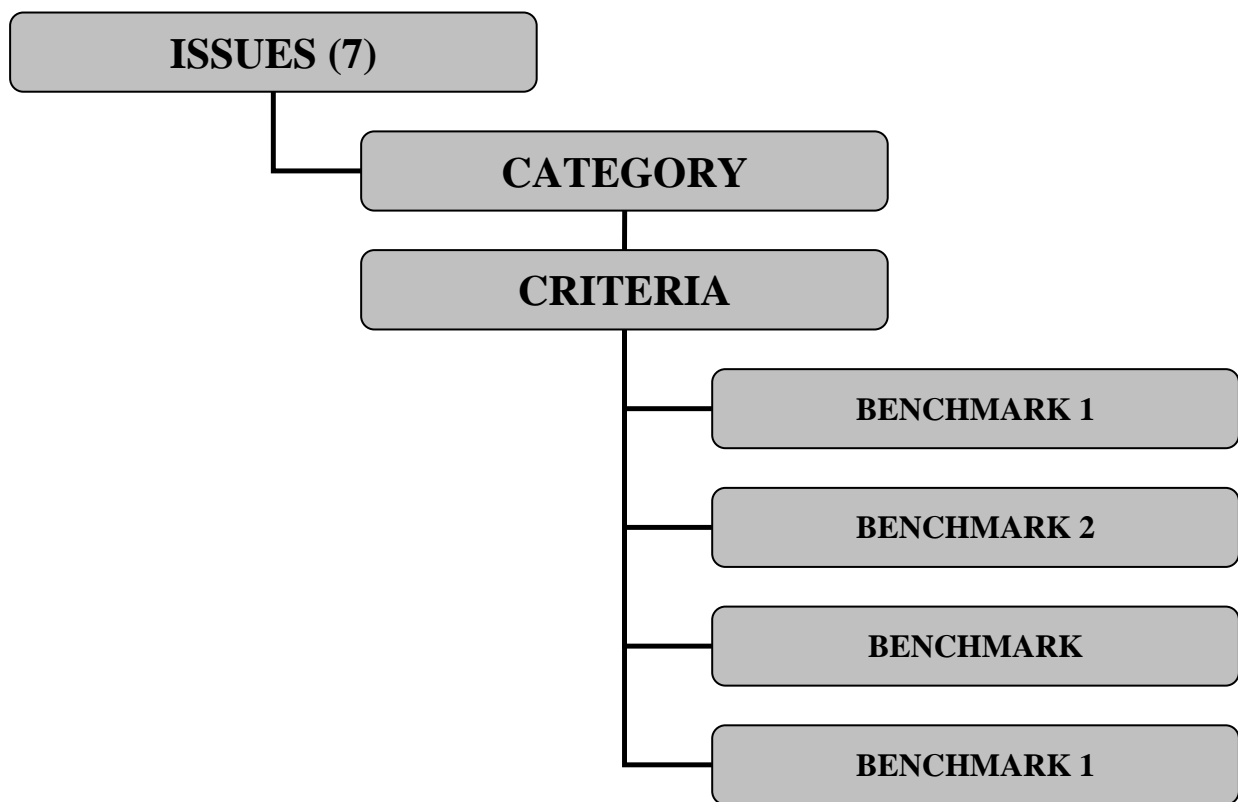 ISSUES (7)
CATEGORY
CRITERIA
BENCHMARK 1
BENCHMARK 2
BENCHMARK
BENCHMARK 1